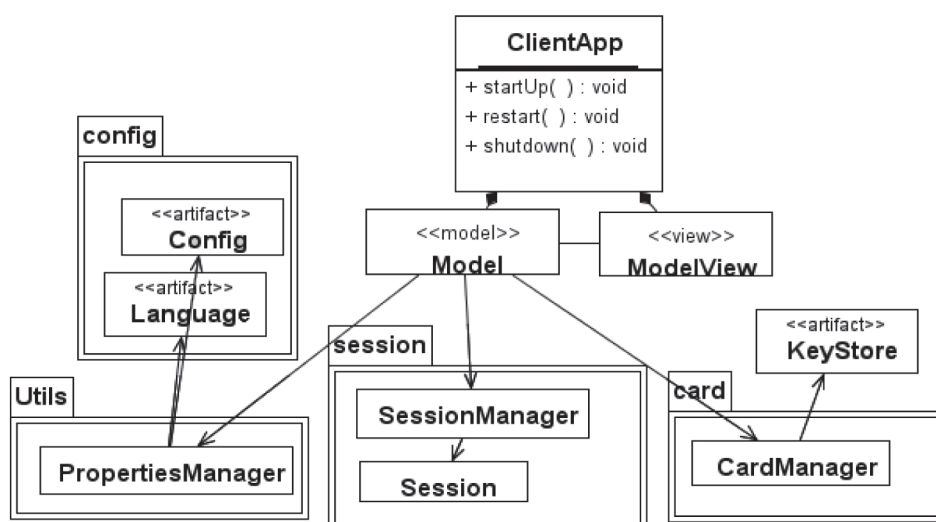 ClientApp
+ startUp( ) : void
+ restart( ) : void
+ shutdown( ) : void
config
<<artifact>>
Config
<<artifact>>
Language
<<model>>
Model
<<view>>
ModelView
<<artifact>>
KeyStore
Utils
PropertiesManager
session
SessionManager
Session
card
CardManager